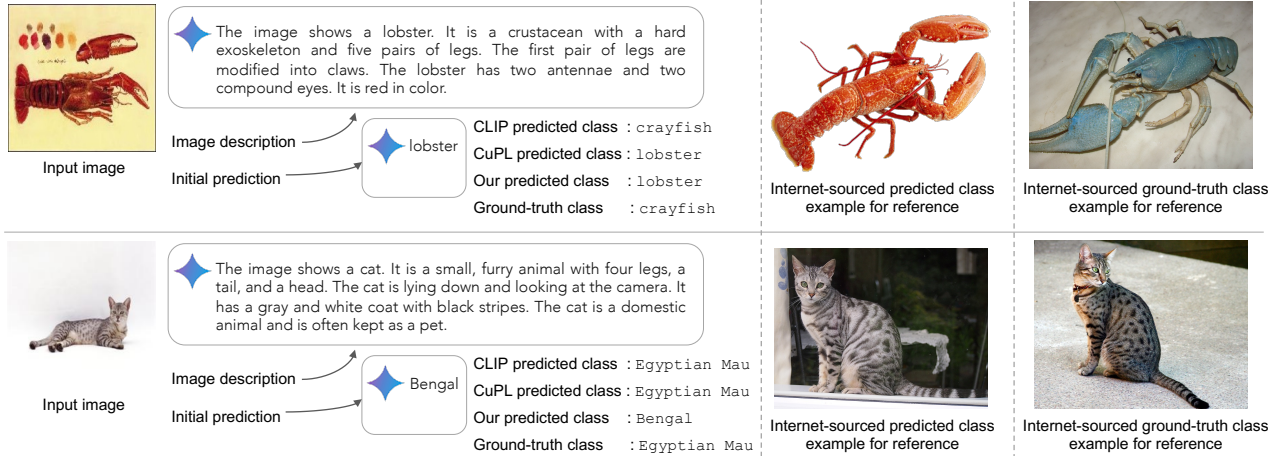 The image shows a lobster. It is a crustacean with a hard
exoskeleton and five pairs of legs. The first pair of legs are
modified into claws. The lobster has two antennae and two
compound eyes. It is red in color.
Input image
Image description
Initial prediction
lobster
CLIP predicted class : crayfish
CuPL predicted class : lobster
Our predicted class : lobster
Ground-truth class : crayfish
Internet-sourced predicted class
example for reference
Internet-sourced ground-truth class
example for reference
The image shows a cat. It is a small, furry animal with four legs, a
tail, and a head. The cat is lying down and looking at the camera. It
has a gray and white coat with black stripes. The cat is a domestic
animal and is often kept as a pet.
Input image
Image description
Initial prediction
Bengal
CLIP predicted class : Egyptian Mau
CuPL predicted class : Egyptian Mau
Our predicted class : Bengal
Ground-truth class : Egyptian Mau
Internet-sourced predicted class
example for reference
Internet-sourced ground-truth class
example for reference